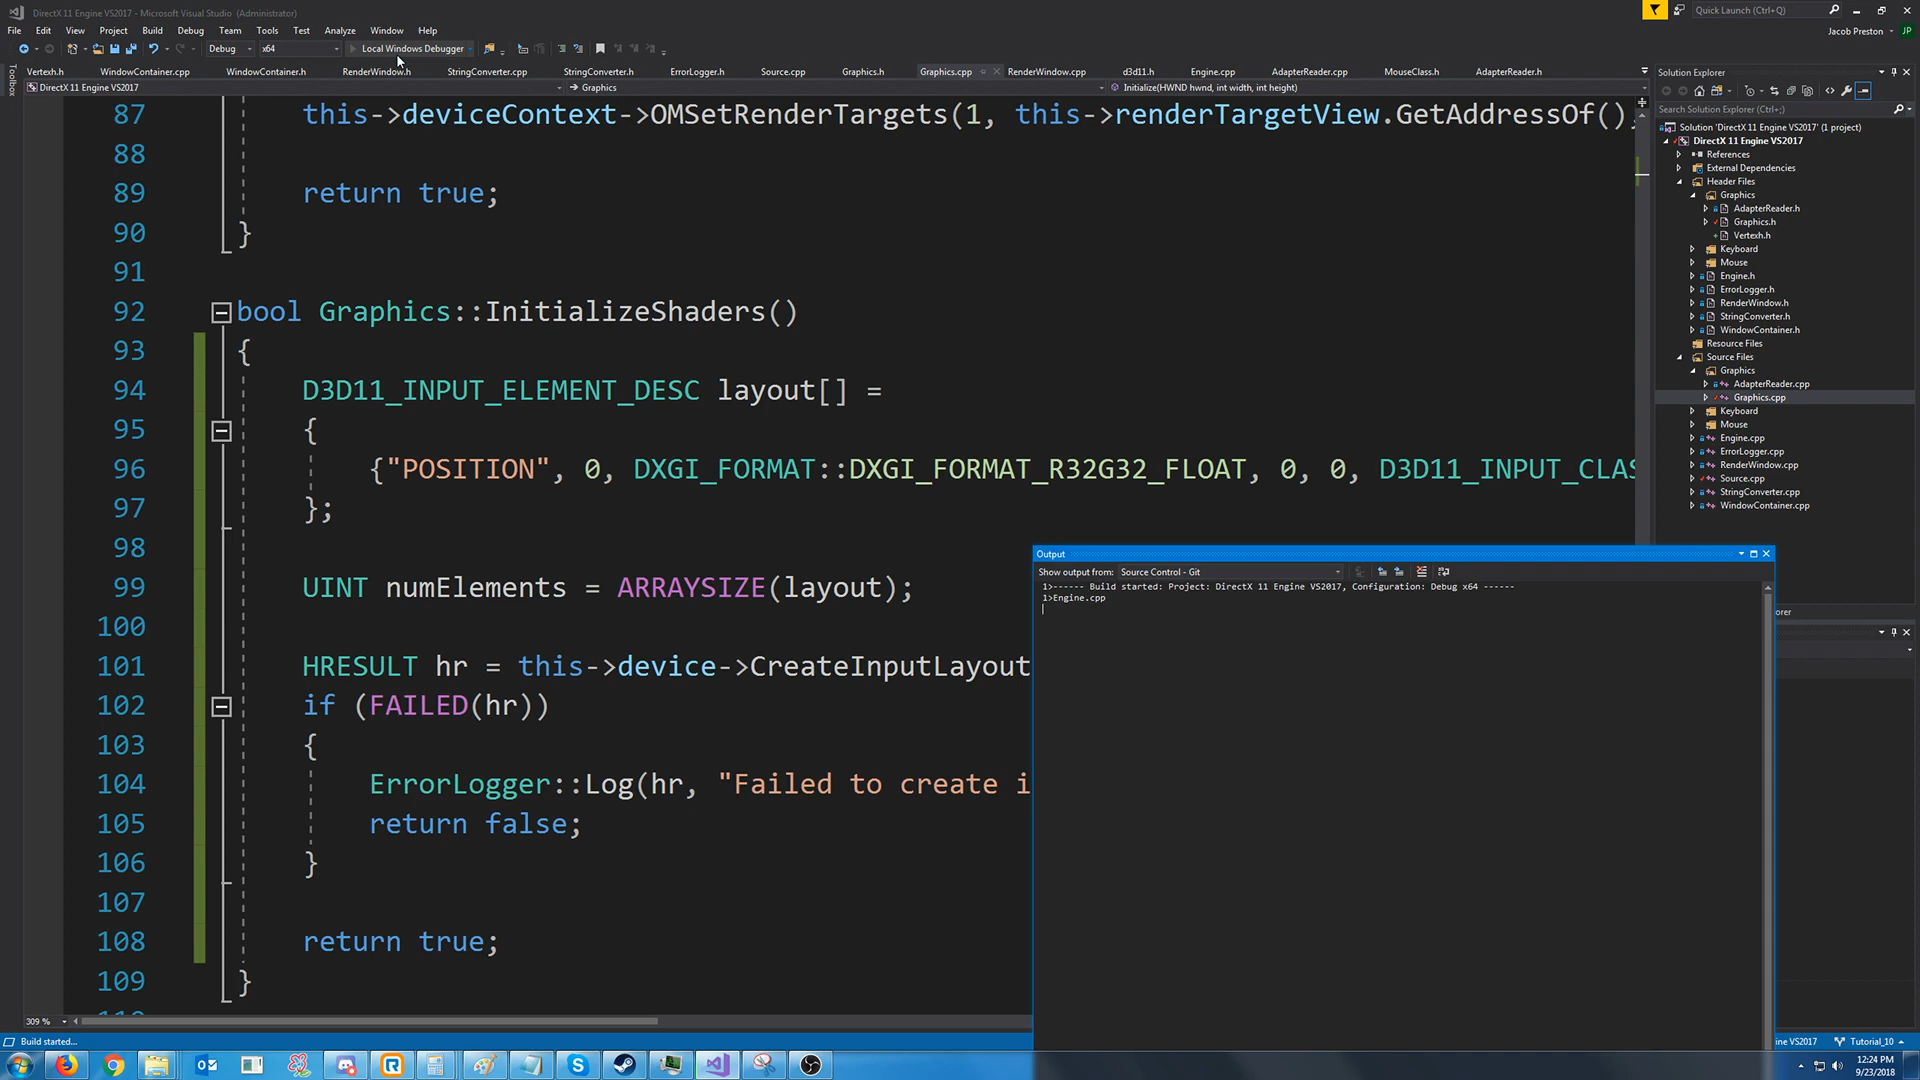 DirectX 11 Engine VS2017 - Microsoft Visual Studio (Administrator)
Quick Launch (Ctrl+Q)
File Edit View Project Build Debug Team Tools Test Analyze Window Help
Jacob Preston JP
Debug x64 Local Windows Debugger
Toolbox
Vertexh.h WindowContainer.cpp WindowContainer.h RenderWindow.h StringConverter.cpp StringConverter.h ErrorLogger.h Source.cpp Graphics.h Graphics.cpp RenderWindow.cpp d3d11.h Engine.cpp AdapterReader.cpp MouseClass.h AdapterReader.h
DirectX 11 Engine VS2017 Graphics Initialize(HWND hwnd, int width, int height)
87 this->deviceContext->OMSetRenderTargets(1, this->renderTargetView.GetAddressOf(),
88
89 return true;
90 }
91
92 bool Graphics::InitializeShaders()
93 {
94 D3D11_INPUT_ELEMENT_DESC layout[] =
95 {
96 {"POSITION", 0, DXGI_FORMAT::DXGI_FORMAT_R32G32_FLOAT, 0, 0, D3D11_INPUT_CLAS
97 };
98
99 UINT numElements = ARRAYSIZE(layout);
100
101 HRESULT hr = this->device->CreateInputLayout
102 if (FAILED(hr))
103 {
104 ErrorLogger::Log(hr, "Failed to create i
105 return false;
106 }
107
108 return true;
109 }
309 %
Solution Explorer
Search Solution Explorer (Ctrl+;)
Solution 'DirectX 11 Engine VS2017' (1 project)
DirectX 11 Engine VS2017
References
External Dependencies
Header Files
Graphics
AdapterReader.h
Graphics.h
Vertexh.h
Keyboard
Mouse
Engine.h
ErrorLogger.h
RenderWindow.h
StringConverter.h
WindowContainer.h
Resource Files
Source Files
Graphics
AdapterReader.cpp
Graphics.cpp
Keyboard
Mouse
Engine.cpp
ErrorLogger.cpp
RenderWindow.cpp
Source.cpp
StringConverter.cpp
WindowContainer.cpp
Output
Show output from: Source Control - Git
1>------ Build started: Project: DirectX 11 Engine VS2017, Configuration: Debug x64 ------
1>Engine.cpp
orer
Build started...
ine VS2017 Tutorial_10
12:24 PM
9/23/2018